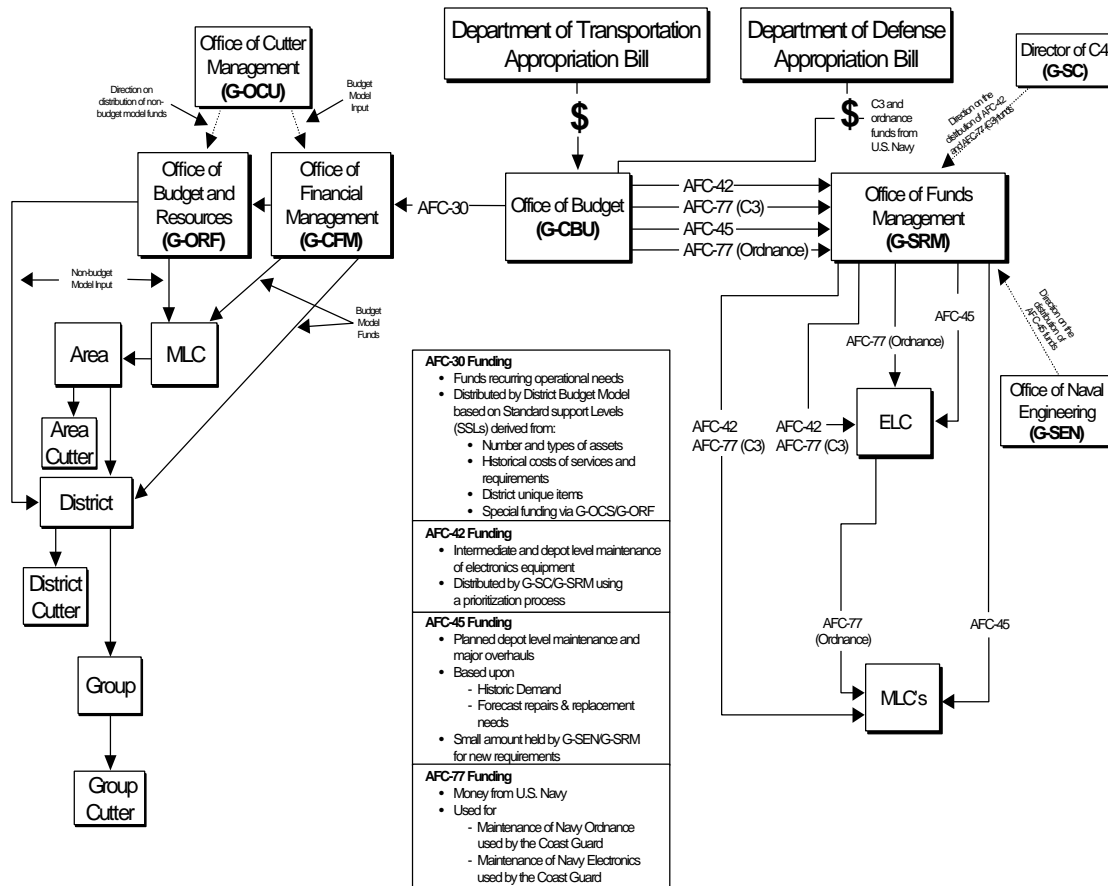 Office of Cutter
Management
(G-OCU)
Department of Transportation
Appropriation Bill
Department of Defense
Appropriation Bill
Director of C4
(G-SC)
Direction on
distribution of non-
budget model funds
Budget
Model
Input
$
$
C3 and
ordnance
funds from
U.S. Navy
Direction on the
distribution of AFC-42
and AFC-77 (C3) funds
Office of
Budget and
Resources
(G-ORF)
Office of
Financial
Management
(G-CFM)
AFC-30
Office of Budget
(G-CBU)
AFC-42
AFC-77 (C3)
AFC-45
AFC-77 (Ordnance)
Office of Funds
Management
(G-SRM)
Non-budget
Model Input
Budget
Model
Funds
Area
MLC
Area
Cutter
District
District
Cutter
Group
Group
Cutter
AFC-30 Funding
• Funds recurring operational needs
• Distributed by District Budget Model
based on Standard support Levels
(SSLs) derived from:
• Number and types of assets
• Historical costs of services and
requirements
• District unique items
• Special funding via G-OCS/G-ORF
AFC-42 Funding
• Intermediate and depot level maintenance
of electronics equipment
• Distributed by G-SC/G-SRM using
a prioritization process
AFC-45 Funding
• Planned depot level maintenance and
major overhauls
• Based upon
- Historic Demand
- Forecast repairs & replacement
needs
• Small amount held by G-SEN/G-SRM
for new requirements
AFC-77 Funding
• Money from U.S. Navy
• Used for
- Maintenance of Navy Ordnance
used by the Coast Guard
- Maintenance of Navy Electronics
used by the Coast Guard
AFC-45
AFC-77 (Ordnance)
Direction on the
distribution of
AFC-45 funds
Office of Naval
Engineering
(G-SEN)
ELC
AFC-42
AFC-77 (C3)
AFC-42
AFC-77 (C3)
AFC-77
(Ordnance)
AFC-45
MLC's